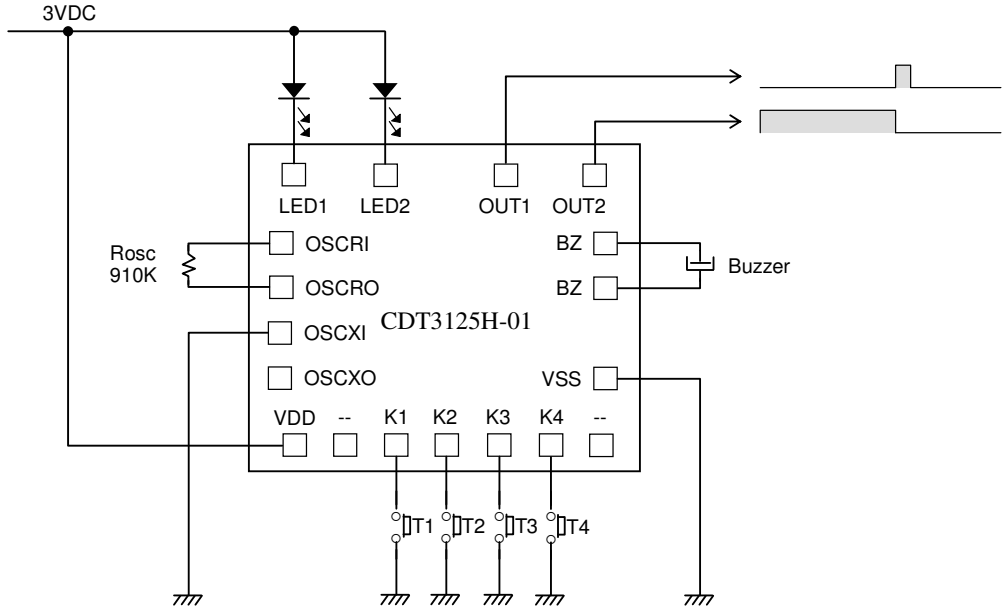 3VDC
LED1 LED2 OUT1 OUT2
OSCRI BZ
Rosc
910K
Buzzer
OSCRO BZ
CDT3125H-01
OSCXI
OSCXO VSS
VDD -- K1 K2 K3 K4 --
T1 T2 T3 T4